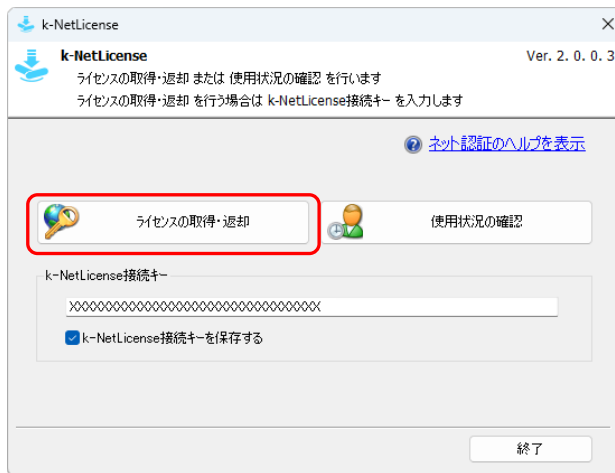 k-NetLicense
k-NetLicense
Ver. 2. 0. 0. 3
ライセンスの取得・返却 または 使用状況の確認 を行います
ライセンスの取得・返却 を行う場合は k-NetLicense接続キー を入力します
ネット認証のヘルプを表示
ライセンスの取得・返却
使用状況の確認
k-NetLicense接続キー
XXXXXXXXXXXXXXXXXXXXXXXXXXXXXXXX
k-NetLicense接続キーを保存する
終了